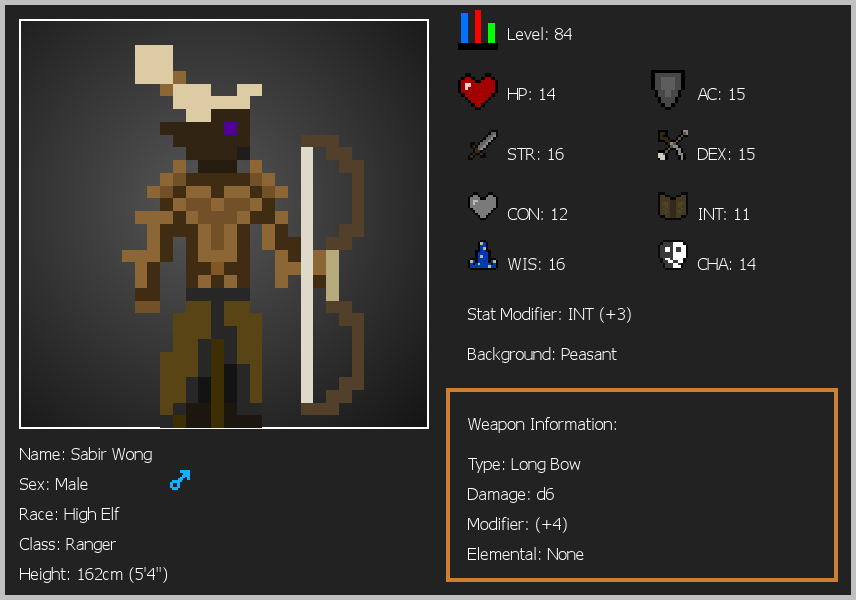 Level: 84
HP: 14
AC: 15
STR: 16
DEX: 15
CON: 12
INT: 11
WIS: 16
CHA: 14
Stat Modifier: INT (+3)
Background: Peasant
Weapon Information:
Type: Long Bow
Damage: d6
Modifier: (+4)
Elemental: None
Name: Sabir Wong
Sex: Male
Race: High Elf
Class: Ranger
Height: 162cm (5'4")